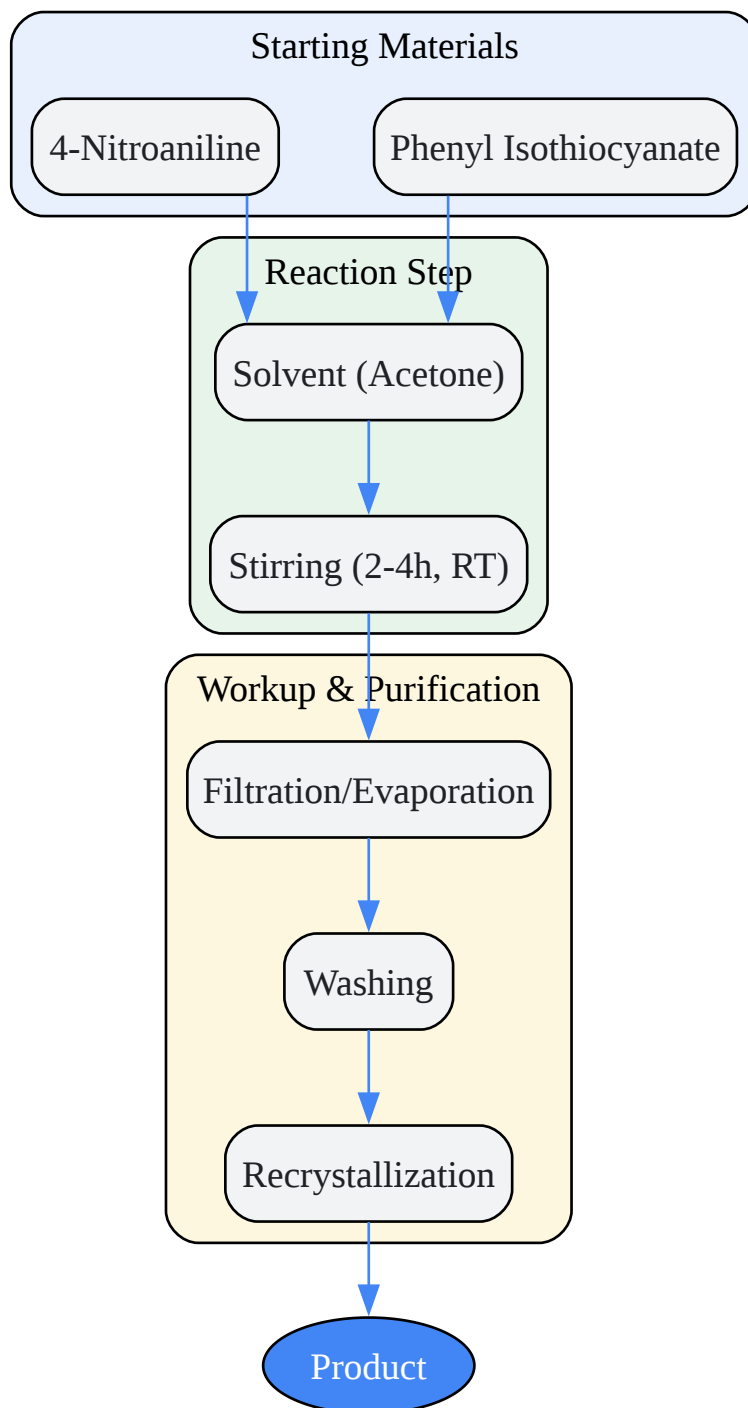 Starting Materials
4-Nitroaniline
Phenyl Isothiocyanate
Reaction Step
Solvent (Acetone)
Stirring (2-4h, RT)
Workup & Purification
Filtration/Evaporation
Washing
Recrystallization
Product